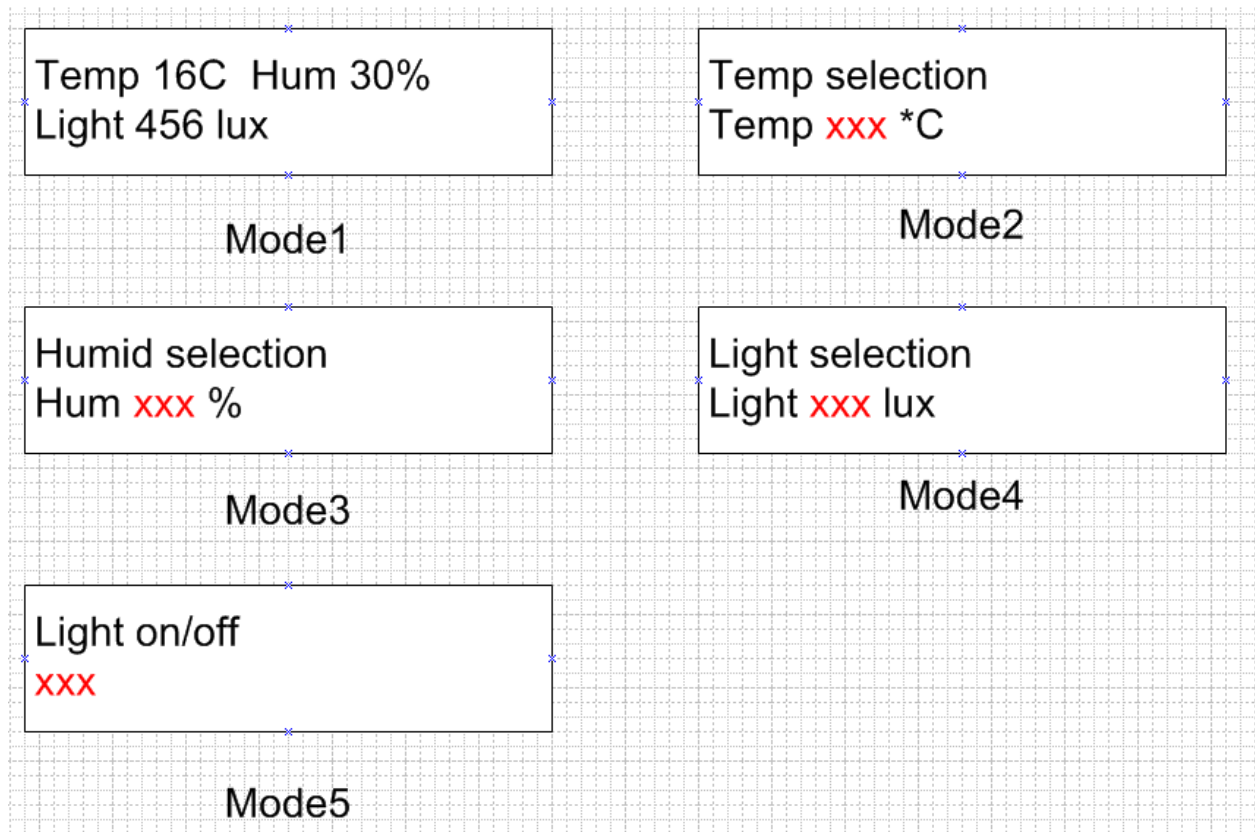 Temp 16C  Hum 30%
Light 456 lux
Mode1
Temp selection
Temp xxx *C
Mode2
Humid selection
Hum xxx %
Mode3
Light selection
Light xxx lux
Mode4
Light on/off
xxx
Mode5